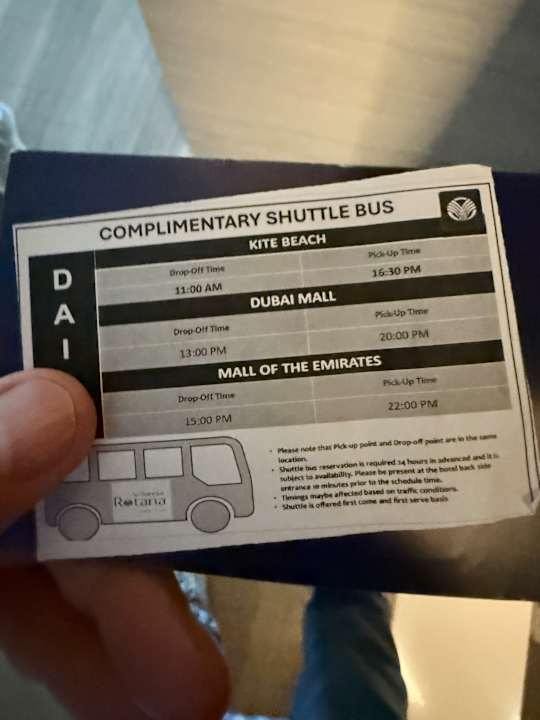 COMPLIMENTARY SHUTTLE BUS
D
A
I
KITE BEACH
Drop-Off Time Pick-Up Time
11:00 AM 16:30 PM
DUBAI MALL
Drop-Off Time Pick-Up Time
13:00 PM 20:00 PM
MALL OF THE EMIRATES
Drop-Off Time Pick-Up Time
15:00 PM 22:00 PM
• Please note that Pick-up point and Drop-off point are in the same
location.
• Shuttle bus reservation is required 24 hours in advanced and it is
subject to availability. Please be present at the hotel back side
entrance 10 minutes prior to the schedule time.
• Timings maybe affected based on traffic conditions.
• Shuttle is offered first come and first serve basis
Rotana